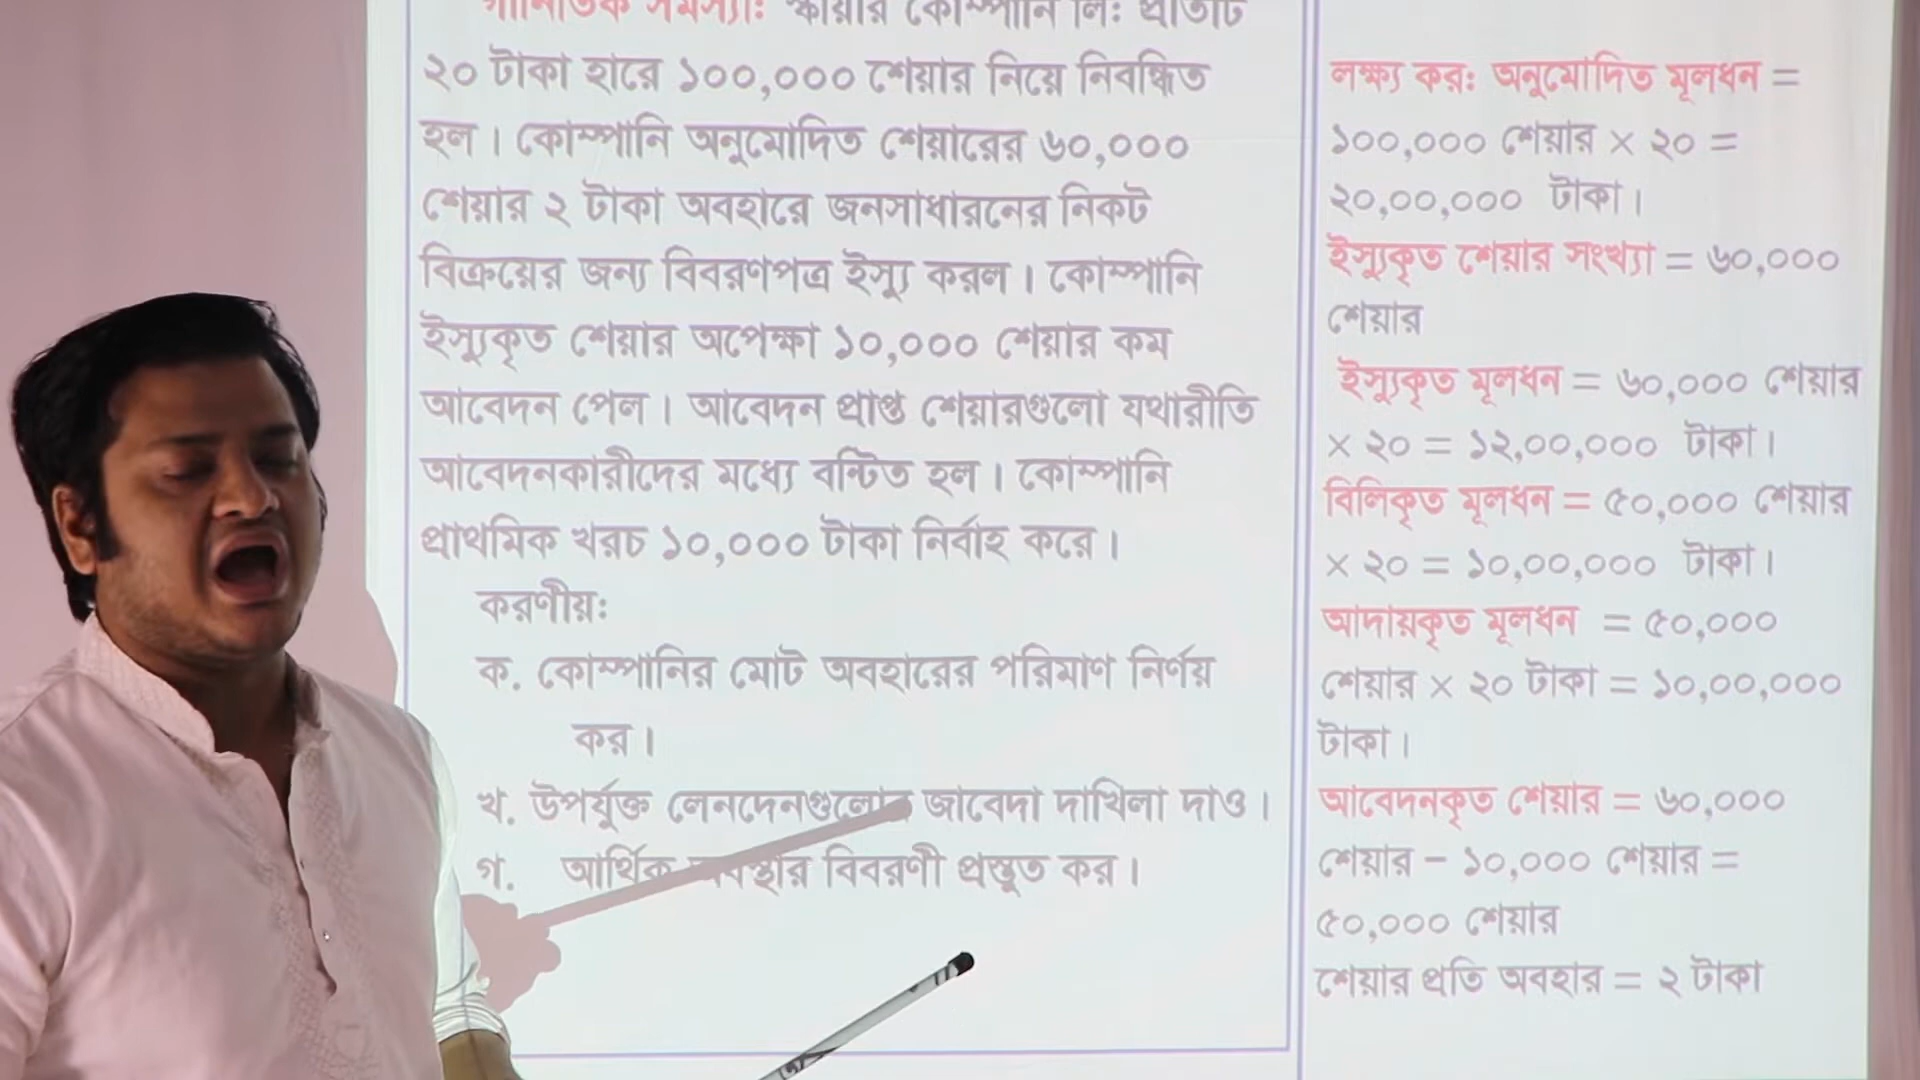 গানিতিক সমস্যা: স্কায়ার কোম্পানি লি: প্রতিটি
২০ টাকা হারে ১০০,০০০ শেয়ার নিয়ে নিবন্ধিত
হল। কোম্পানি অনুমোদিত শেয়ারের ৬০,০০০
শেয়ার ২ টাকা অবহারে জনসাধারনের নিকট
বিক্রয়ের জন্য বিবরণপত্র ইস্যু করল। কোম্পানি
ইস্যুকৃত শেয়ার অপেক্ষা ১০,০০০ শেয়ার কম
আবেদন পেল। আবেদন প্রাপ্ত শেয়ারগুলো যথারীতি
আবেদনকারীদের মধ্যে বন্টিত হল। কোম্পানি
প্রাথমিক খরচ ১০,০০০ টাকা নির্বাহ করে।
করণীয়:
ক. কোম্পানির মোট অবহারের পরিমাণ নির্ণয়
কর।
খ. উপর্যুক্ত লেনদেনগুলোর জাবেদা দাখিলা দাও।
গ. আর্থিক অবস্থার বিবরণী প্রস্তুত কর।
লক্ষ্য কর: অনুমোদিত মূলধন =
১০০,০০০ শেয়ার × ২০ =
২০,০০,০০০ টাকা।
ইস্যুকৃত শেয়ার সংখ্যা = ৬০,০০০
শেয়ার
ইস্যুকৃত মূলধন = ৬০,০০০ শেয়ার
× ২০ = ১২,০০,০০০ টাকা।
বিলিকৃত মূলধন = ৫০,০০০ শেয়ার
× ২০ = ১০,০০,০০০ টাকা।
আদায়কৃত মূলধন = ৫০,০০০
শেয়ার × ২০ টাকা = ১০,০০,০০০
টাকা।
আবেদনকৃত শেয়ার = ৬০,০০০
শেয়ার – ১০,০০০ শেয়ার =
৫০,০০০ শেয়ার
শেয়ার প্রতি অবহার = ২ টাকা